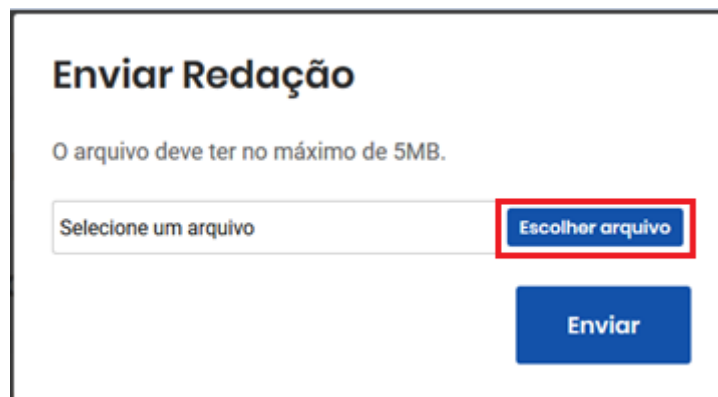 Enviar Redação
O arquivo deve ter no máximo de 5MB.
Selecione um arquivo Escolher arquivo
Enviar